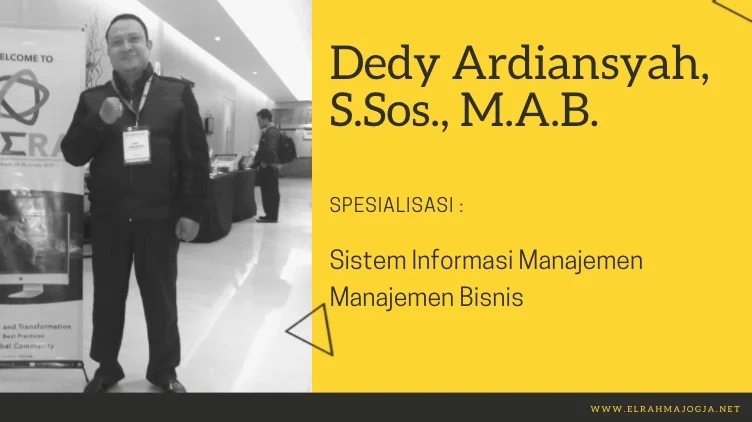 ELCOME TO
ERA
and Transformation
Best Practices
bal Community
Dedy Ardiansyah,
S.Sos., M.A.B.
SPESIALISASI :
Sistem Informasi Manajemen
Manajemen Bisnis
WWW.ELRAHMAJOGJA.NET